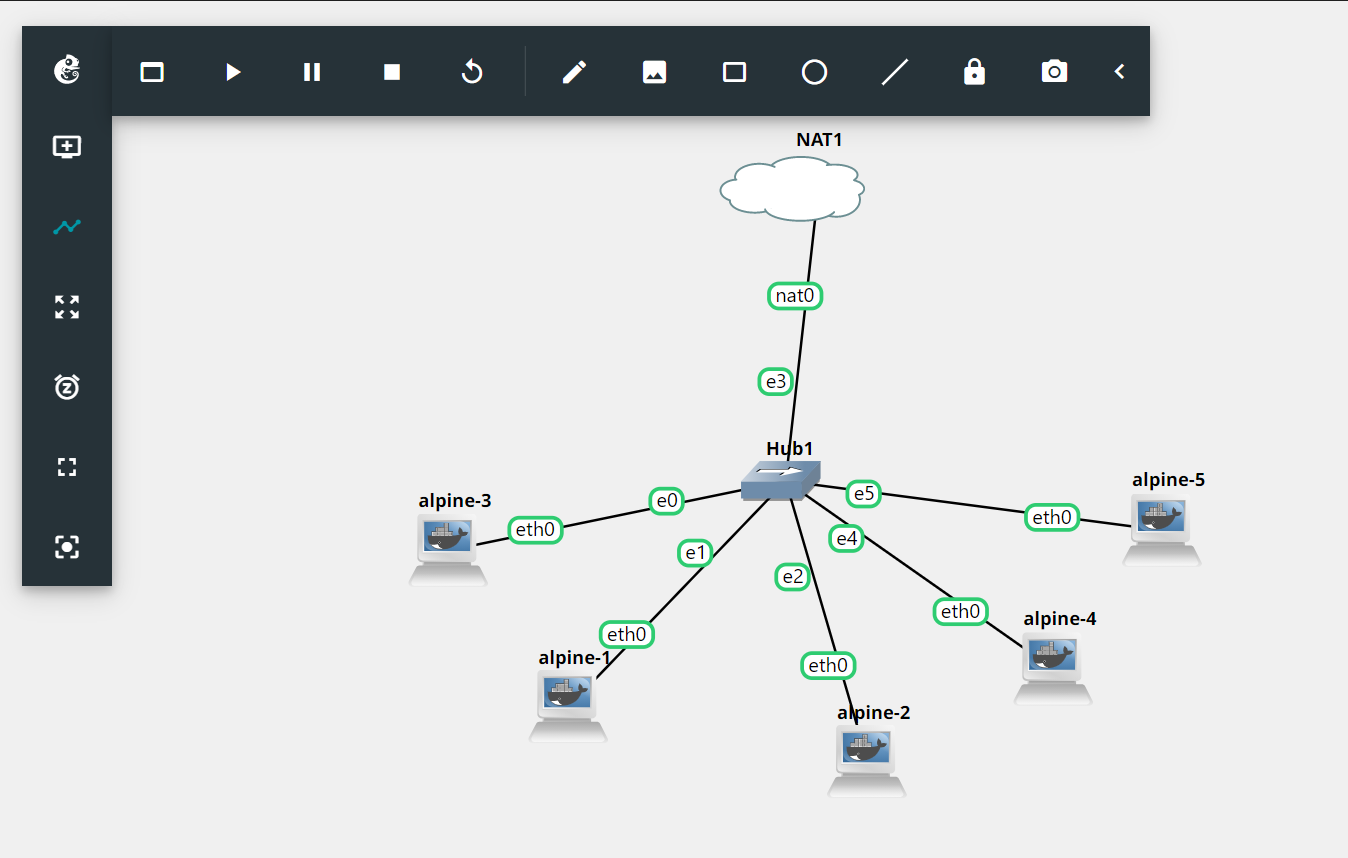 NAT1
nat0
e3
Hub1
alpine-3
eth0
e0
e5
eth0
alpine-5
e1
e4
e2
eth0
alpine-1
eth0
alpine-4
eth0
alpine-2